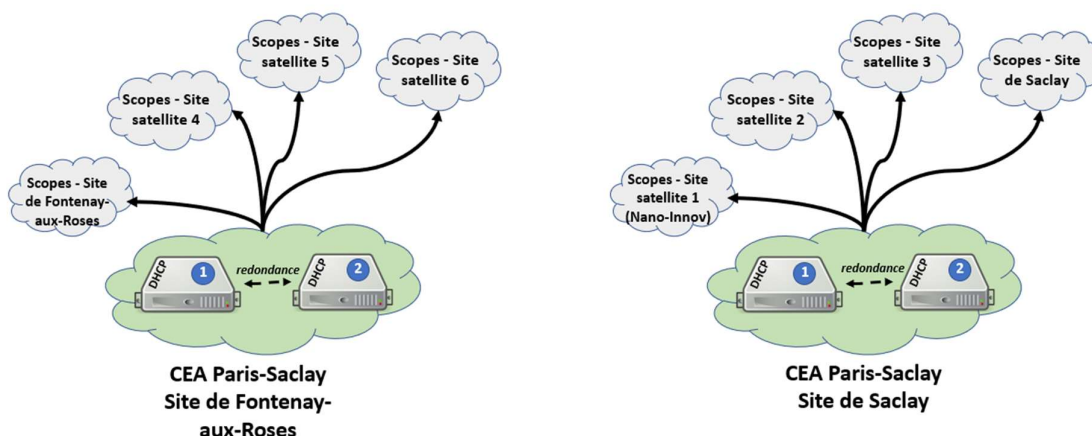 Scopes - Site
satellite 5
Scopes - Site
satellite 6
Scopes - Site
satellite 4
Scopes - Site
de Fontenay-
aux-Roses
DHCP
1
redondance
DHCP
2
CEA Paris-Saclay
Site de Fontenay-
aux-Roses
Scopes - Site
satellite 3
Scopes - Site
de Saclay
Scopes - Site
satellite 2
Scopes - Site
satellite 1
(Nano-Innov)
DHCP
1
redondance
DHCP
2
CEA Paris-Saclay
Site de Saclay